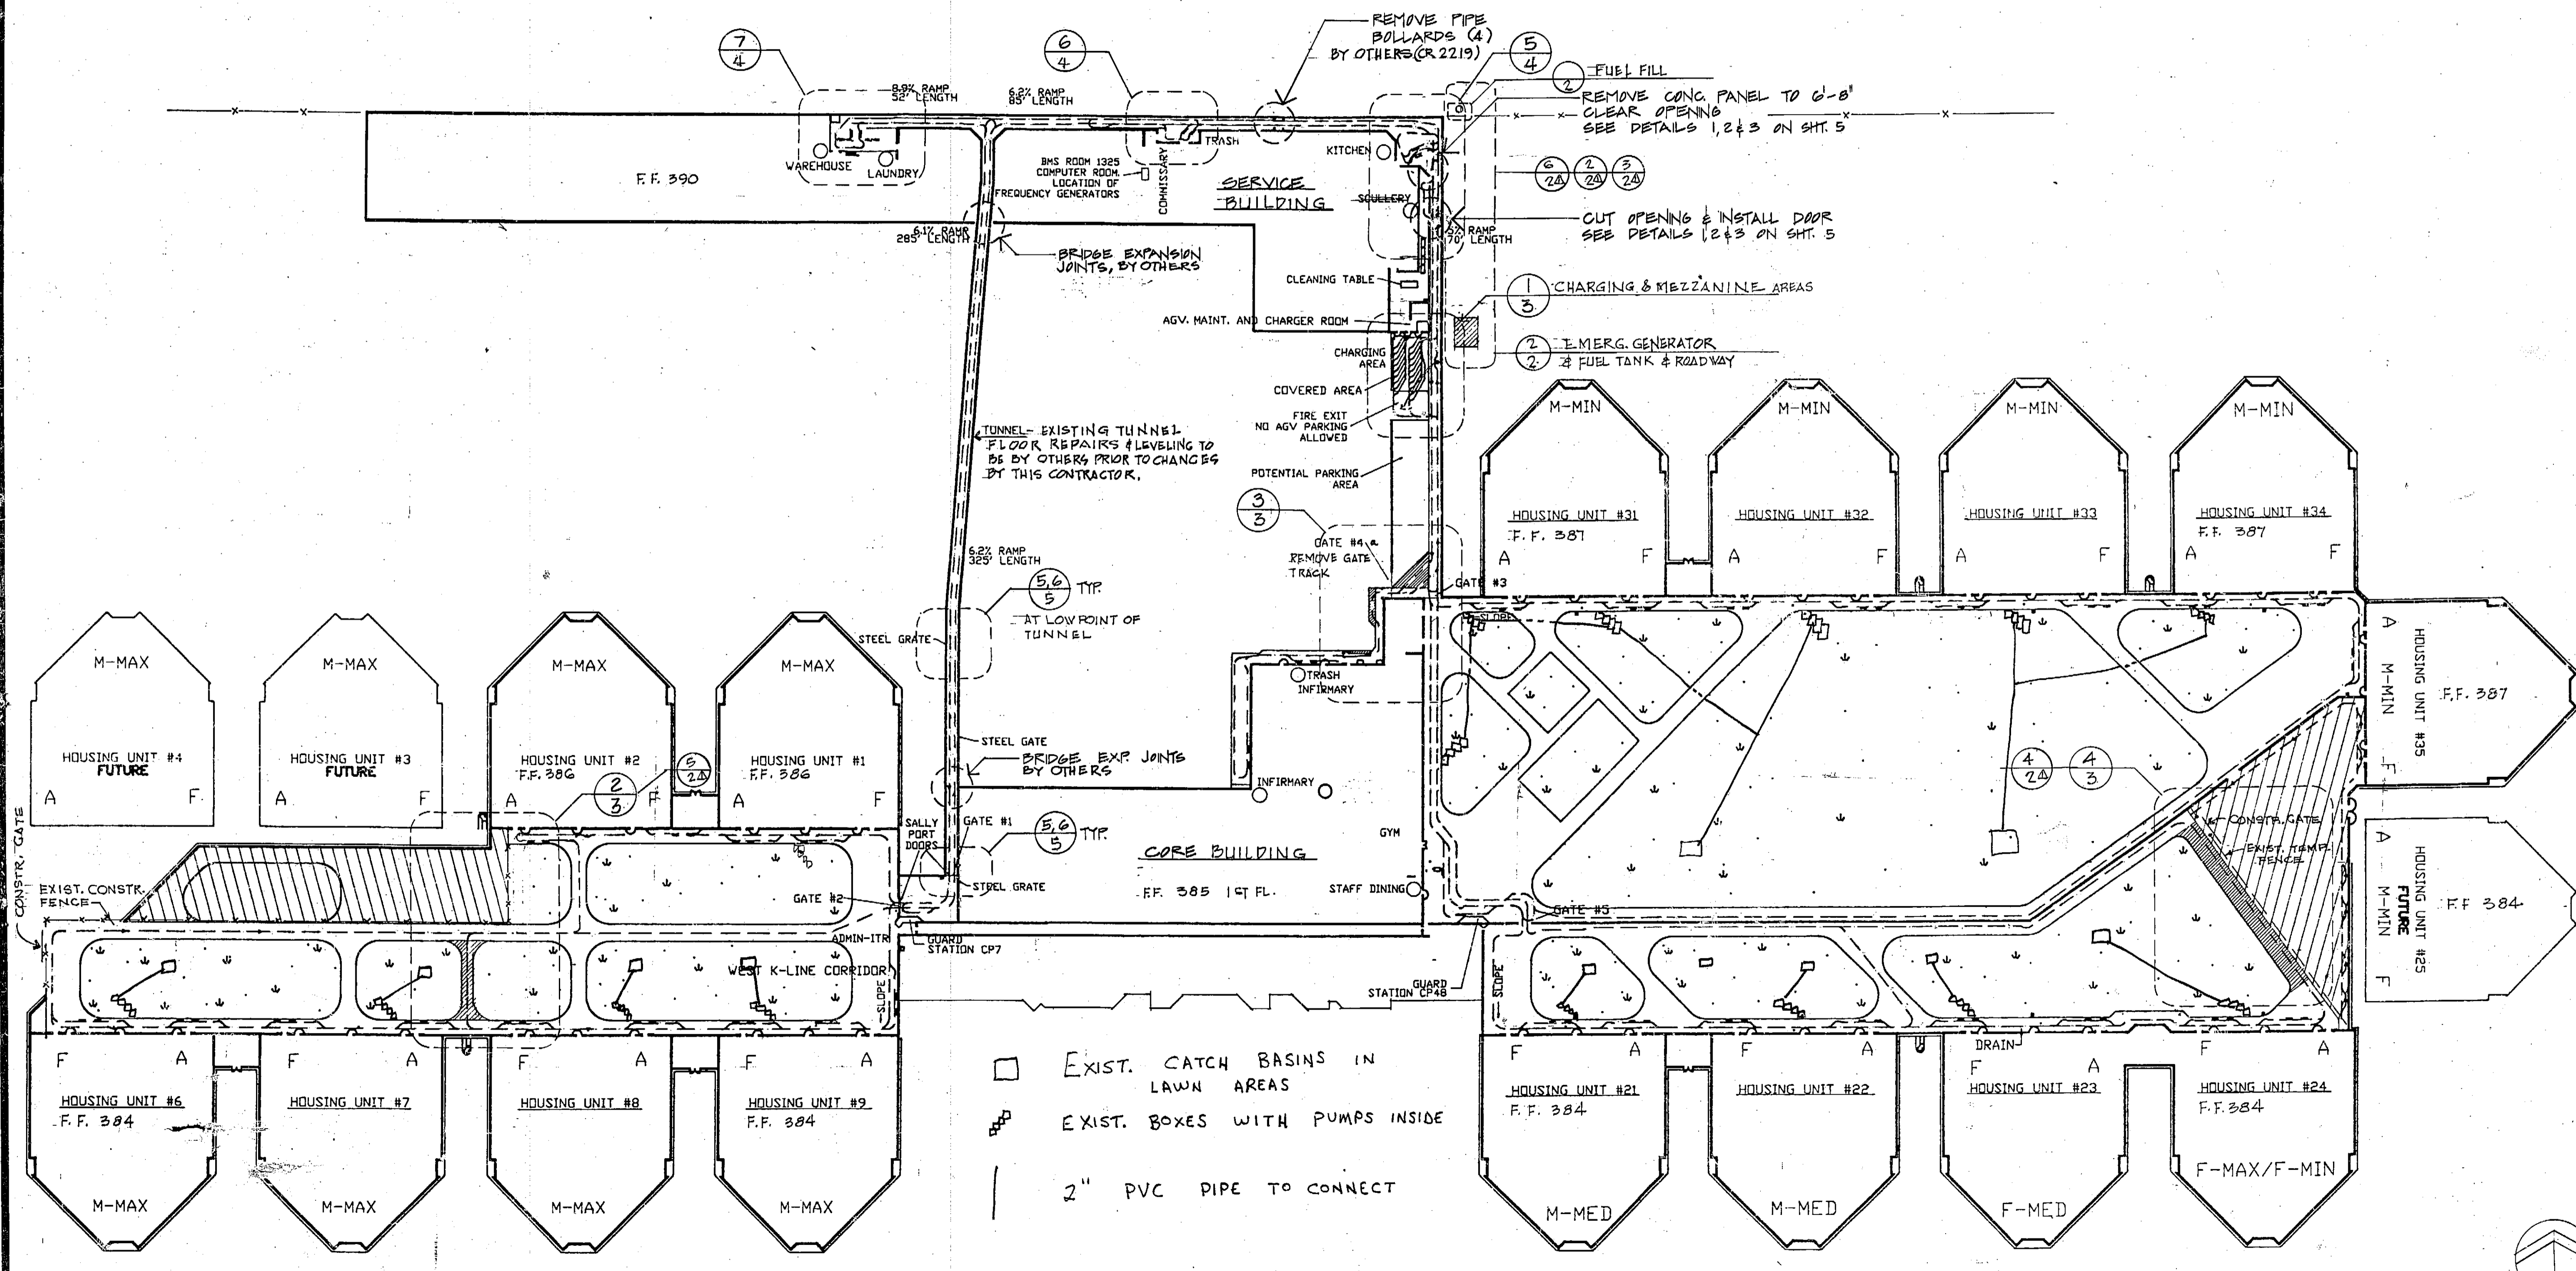 REMOVE PIPE
BOLLARDS (4)
BY OTHERS (CR 2219)
7
4
6
4
5
4
2
FUEL FILL
8.9% RAMP
52' LENGTH
6.2% RAMP
85' LENGTH
REMOVE CONC. PANEL TO 6'-8"
CLEAR OPENING
SEE DETAILS 1, 2 & 3 ON SHT. 5
WAREHOUSE
LAUNDRY
F.F. 390
BMS ROOM 1325
COMPUTER ROOM.
LOCATION OF
FREQUENCY GENERATORS
COMMISSARY
TRASH
KITCHEN
SERVICE
BUILDING
SCULLERY
6
2
2
2
3
2
CUT OPENING & INSTALL DOOR
SEE DETAILS 1,2 & 3 ON SHT. 5
6.1% RAMP
285' LENGTH
5% RAMP
70' LENGTH
BRIDGE EXPANSION
JOINTS, BY OTHERS
CLEANING TABLE
1
3
CHARGING & MEZZANINE AREAS
AGV. MAINT. AND CHARGER ROOM
2
2
EMERG. GENERATOR
& FUEL TANK & ROADWAY
CHARGING
AREA
COVERED AREA
FIRE EXIT
NO AGV PARKING
ALLOWED
TUNNEL - EXISTING TUNNEL
FLOOR REPAIRS & LEVELING TO
BE BY OTHERS PRIOR TO CHANGES
BY THIS CONTRACTOR.
POTENTIAL PARKING
AREA
3
3
GATE #4a
REMOVE GATE
TRACK
GATE #3
6.2% RAMP
325' LENGTH
5,6
5
TYP.
AT LOW POINT OF
TUNNEL
STEEL GRATE
M-MIN
M-MIN
M-MIN
M-MIN
HOUSING UNIT #31
F.F. 387
HOUSING UNIT #32
HOUSING UNIT #33
HOUSING UNIT #34
F.F. 387
A
F
A
F
A
F
A
F
SLOPE
TRASH
INFIRMARY
M-MAX
M-MAX
M-MAX
M-MAX
HOUSING UNIT #4
FUTURE
HOUSING UNIT #3
FUTURE
HOUSING UNIT #2
F.F. 386
HOUSING UNIT #1
F.F. 386
A
F
A
F
A
F
A
F
2
3
5
2
STEEL GATE
BRIDGE EXP. JOINTS
BY OTHERS
INFIRMARY
A
M-MIN
F
HOUSING UNIT #35
F.F. 387
4
2
4
3
CONSTR. GATE
EXIST. TEMP.
FENCE
A
M-MIN
F
HOUSING UNIT #25
FUTURE
F.F 384
SALLY
PORT
DOORS
GATE #1
5,6
5
TYP.
CORE BUILDING
F.F. 385 1ST FL.
GYM
STEEL GRATE
STAFF DINING
GATE #2
GATE #5
CONSTR. GATE
EXIST. CONSTR.
FENCE
ADMIN-ITR
GUARD
STATION CP7
WEST K-LINE CORRIDOR
SLOPE
GUARD
STATION CP48
SLOPE
DRAIN
F
A
F
A
F
A
F
A
HOUSING UNIT #6
F.F. 384
HOUSING UNIT #7
HOUSING UNIT #8
HOUSING UNIT #9
F.F. 384
M-MAX
M-MAX
M-MAX
M-MAX
EXIST. CATCH BASINS IN
LAWN AREAS
EXIST. BOXES WITH PUMPS INSIDE
2" PVC PIPE TO CONNECT
F
A
F
A
F
A
F
A
HOUSING UNIT #21
F.F. 384
HOUSING UNIT #22
HOUSING UNIT #23
HOUSING UNIT #24
F.F. 384
M-MED
M-MED
F-MED
F-MAX/F-MIN